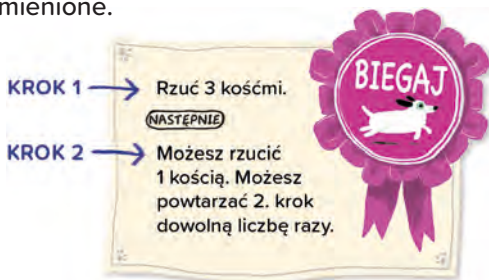 mienione.
KROK 1
Rzuć 3 kośćmi.
NASTĘPNIE
KROK 2
Możesz rzucić
1 kością. Możesz
powtarzać 2. krok
dowolną liczbę razy.
BIEGAJ